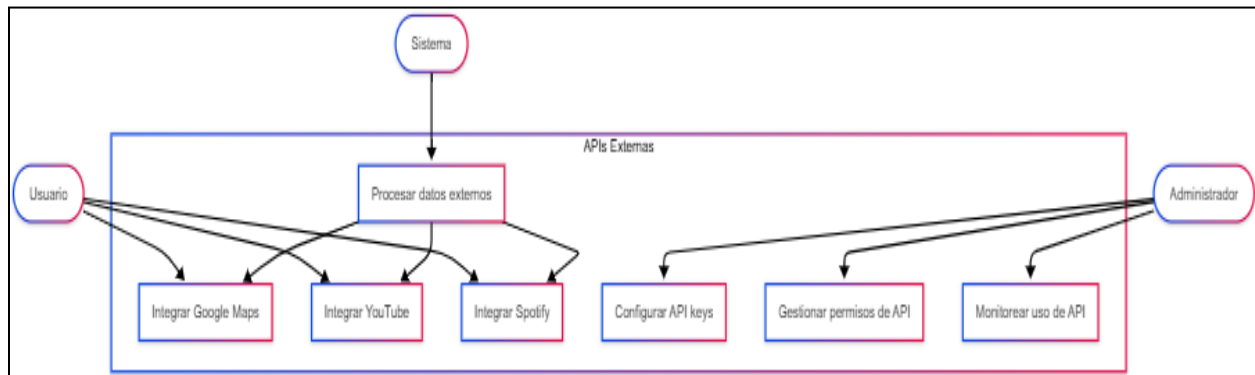 Sistema
APIs Externas
Usuario
Procesar datos externos
Administrador
Integrar Google Maps
Integrar YouTube
Integrar Spotify
Configurar API keys
Gestionar permisos de API
Monitorear uso de API